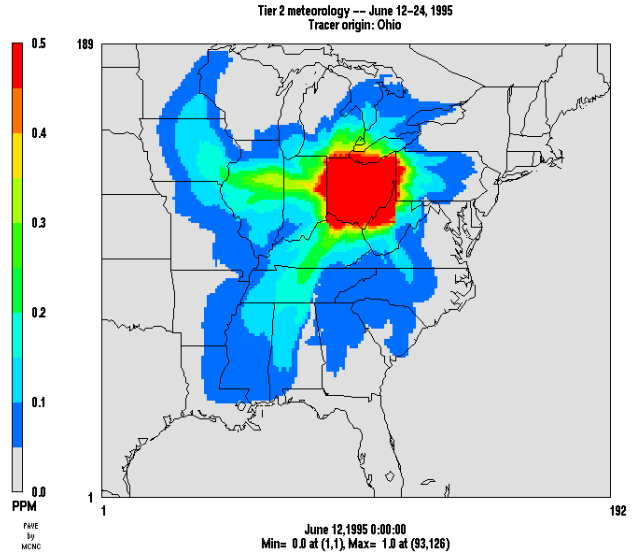 Tier 2 meteorology -- June 12-24, 1995
Tracer origin: Ohio
189
0.5
0.4
0.3
0.2
0.1
0.0
PPM
1
1
192
PAVE
by
MCNC
June 12,1995 0:00:00
Min= 0.0 at (1,1), Max= 1.0 at (93,126)